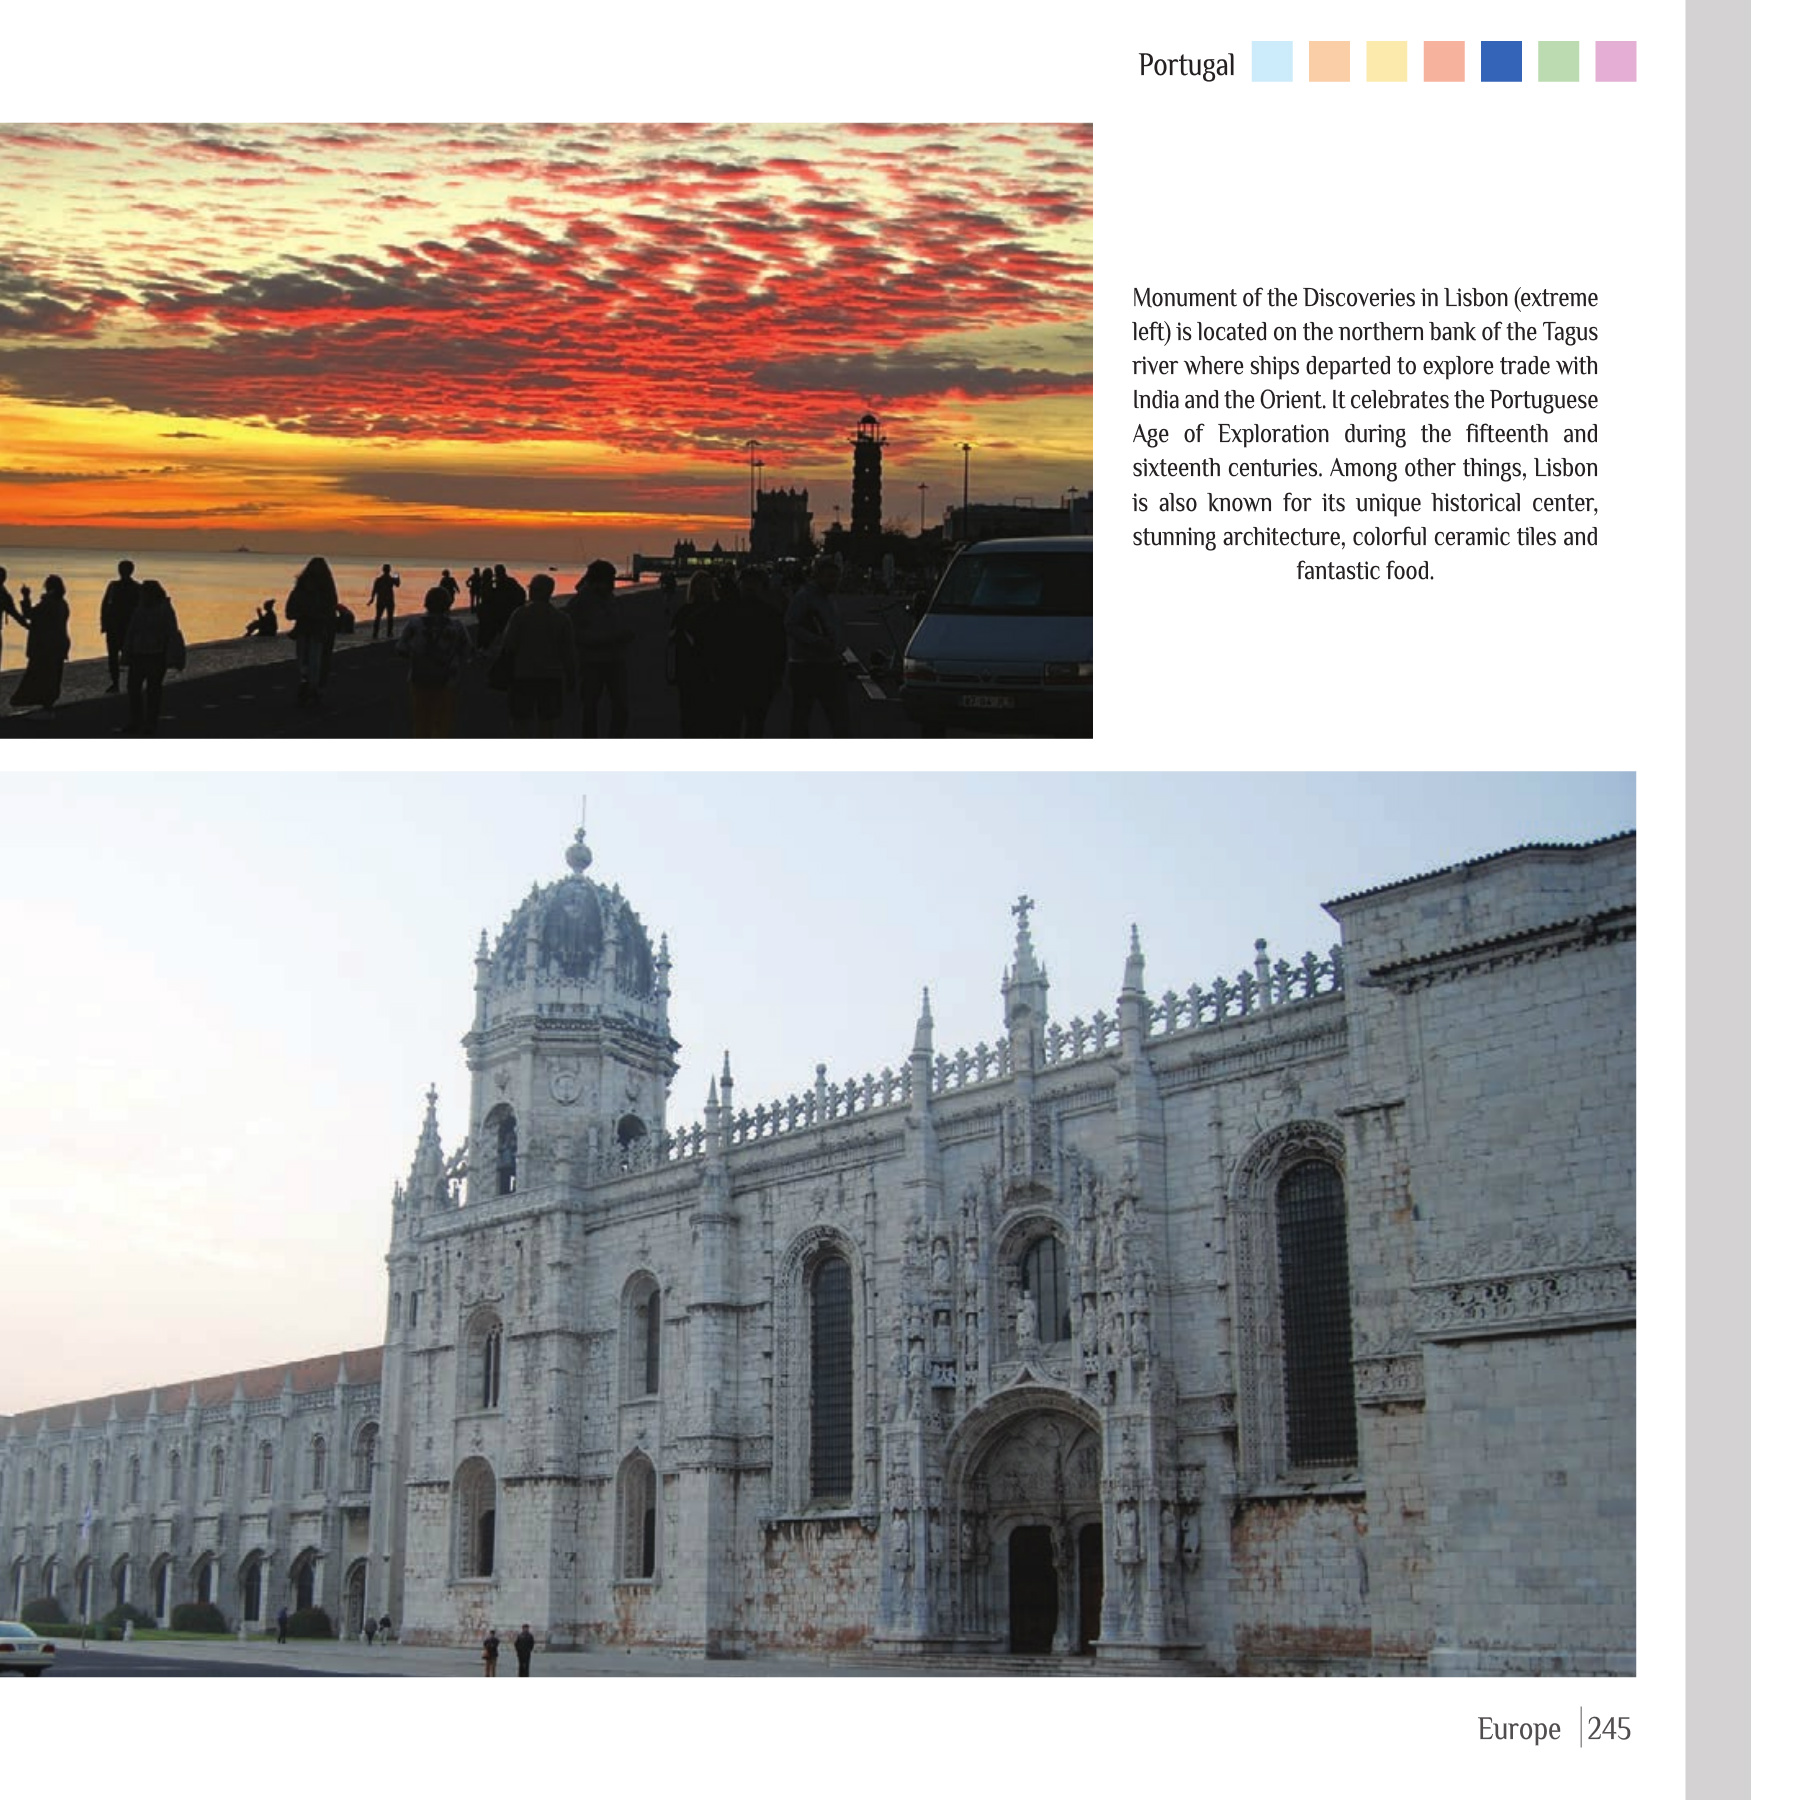 Portugal
Monument of the Discoveries in Lisbon (extreme
left) is located on the northern bank of the Tagus
river where ships departed to explore trade with
India and the Orient. It celebrates the Portuguese
Age of Exploration during the fifteenth and
sixteenth centuries. Among other things, Lisbon
is also known for its unique historical center,
stunning architecture, colorful ceramic tiles and
fantastic food.
Europe | 245